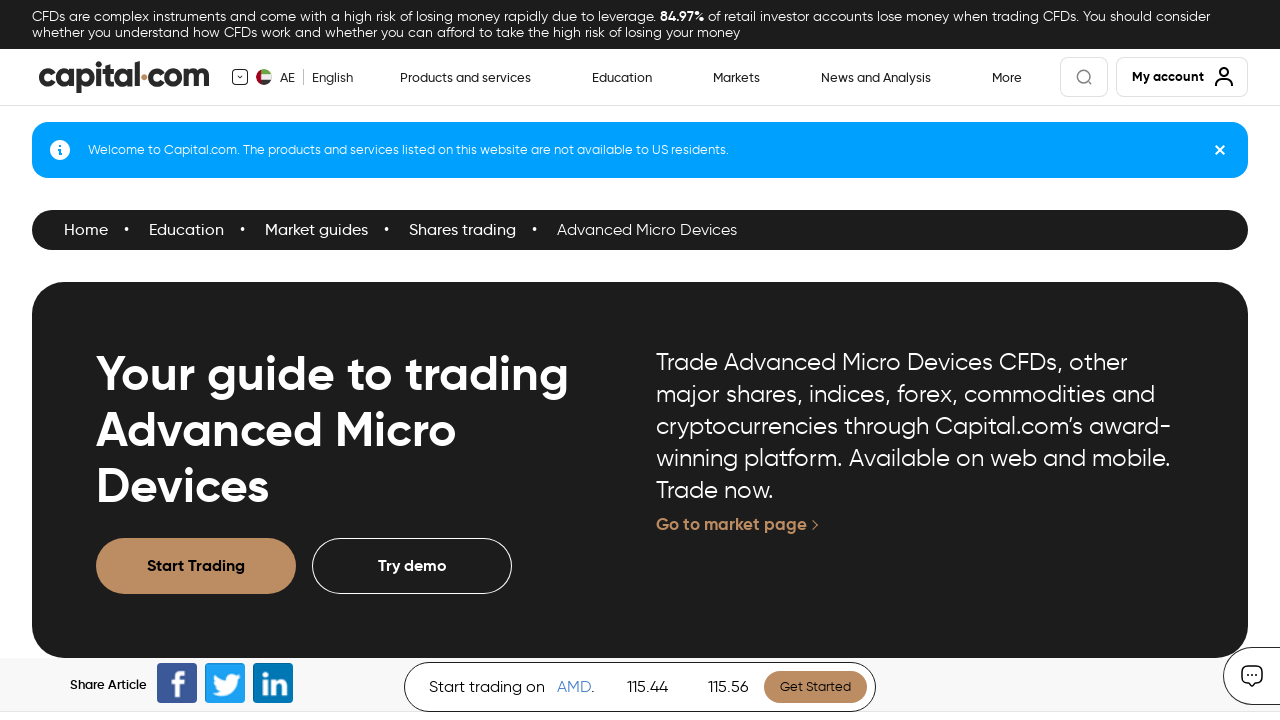 CFDs are complex instruments and come with a high risk of losing money rapidly due to leverage. 84.97% of retail investor accounts lose money when trading CFDs. You should consider
whether you understand how CFDs work and whether you can afford to take the high risk of losing your money
capital.com AE English Products and services Education Markets News and Analysis More My account
Welcome to Capital.com. The products and services listed on this website are not available to US residents.
Home • Education • Market guides • Shares trading • Advanced Micro Devices
Your guide to trading
Advanced Micro
Devices
Start Trading Try demo
Trade Advanced Micro Devices CFDs, other
major shares, indices, forex, commodities and
cryptocurrencies through Capital.com’s award-
winning platform. Available on web and mobile.
Trade now.
Go to market page
Share Article
Start trading on AMD. 115.44 115.56 Get Started